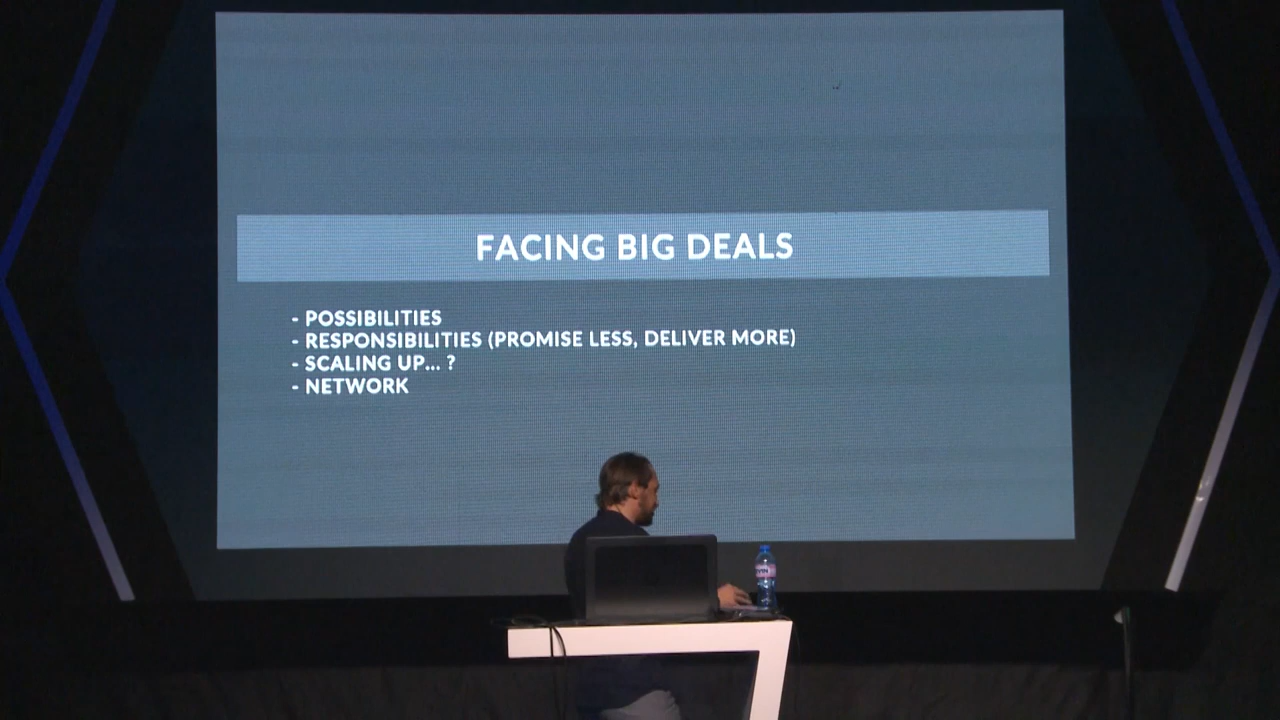 FACING BIG DEALS
- POSSIBILITIES
- RESPONSIBILITIES (PROMISE LESS, DELIVER MORE)
- SCALING UP... ?
- NETWORK